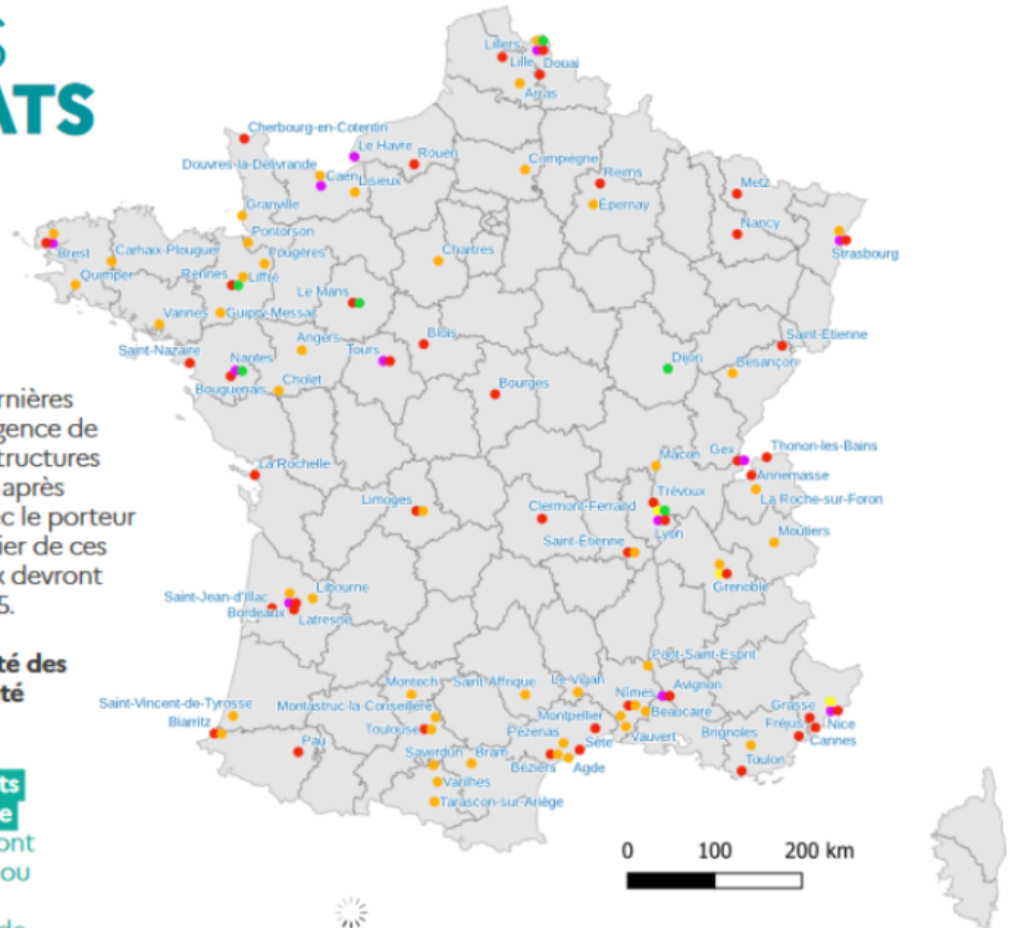 S
ATS
rnières
gence de
tructures
après
c le porteur
ier de ces
x devront
5.
té des
té
ts
e
ont
ou
de
Lillers
Lille
Douai
Arras
Cherbourg-en-Cotentin
Le Havre
Rouen
Compiègne
Reims
Épernay
Metz
Nancy
Strasbourg
Douvres-la-Délivrande
Caen
Lisieux
Granville
Pontorson
Fougères
Chartres
Brest
Carhaix-Plouguer
Quimper
Rennes
Liffré
Le Mans
Vannes
Guipry-Messac
Angers
Tours
Blois
Saint-Nazaire
Nantes
Bouguenais
Cholet
Bourges
Dijon
Saint-Étienne
Besançon
La Rochelle
Mâcon
Gex
Thonon-les-Bains
Annemasse
La Roche-sur-Foron
Limoges
Clermont-Ferrand
Trévoux
Lyon
Saint-Étienne
Moûtiers
Grenoble
Saint-Jean-d'Illac
Libourne
Bordeaux
Latresne
Pont-Saint-Esprit
Montech
Saint-Affrique
Le Vigan
Nîmes
Avignon
Saint-Vincent-de-Tyrosse
Montastruc-la-Conseillère
Montpellier
Beaucaire
Grasse
Biarritz
Toulouse
Pézenas
Vauvert
Brignoles
Fréjus
Nice
Cannes
Pau
Saverdun
Bram
Béziers
Sète
Agde
Toulon
Varilhes
Tarascon-sur-Ariège
0 100 200 km